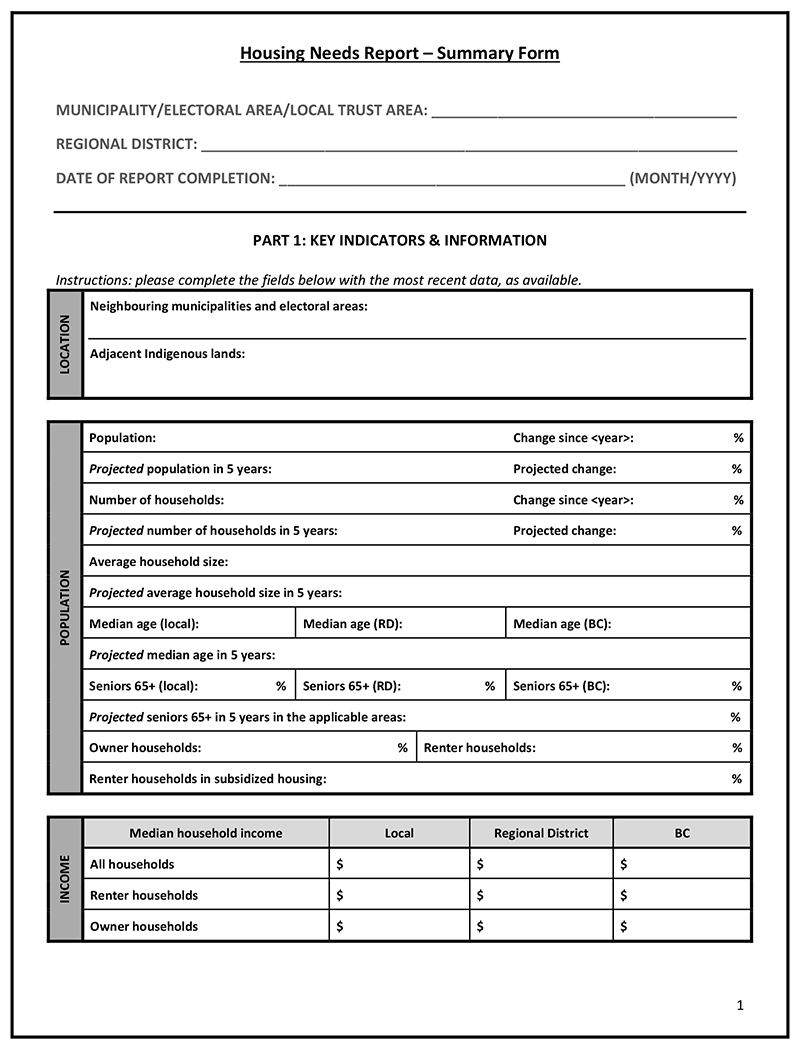 Housing Needs Report – Summary Form
MUNICIPALITY/ELECTORAL AREA/LOCAL TRUST AREA: ______________________________________
REGIONAL DISTRICT: __________________________________________________________________
DATE OF REPORT COMPLETION: ___________________________________________ (MONTH/YYYY)
PART 1: KEY INDICATORS & INFORMATION
Instructions: please complete the fields below with the most recent data, as available.
LOCATION
Neighbouring municipalities and electoral areas:
Adjacent Indigenous lands:
POPULATION
Population: Change since <year>: %
Projected population in 5 years: Projected change: %
Number of households: Change since <year>: %
Projected number of households in 5 years: Projected change: %
Average household size:
Projected average household size in 5 years:
Median age (local): Median age (RD): Median age (BC):
Projected median age in 5 years:
Seniors 65+ (local): % Seniors 65+ (RD): % Seniors 65+ (BC): %
Projected seniors 65+ in 5 years in the applicable areas: %
Owner households: % Renter households: %
Renter households in subsidized housing: %
INCOME
Median household income Local Regional District BC
All households $ $ $
Renter households $ $ $
Owner households $ $ $
1